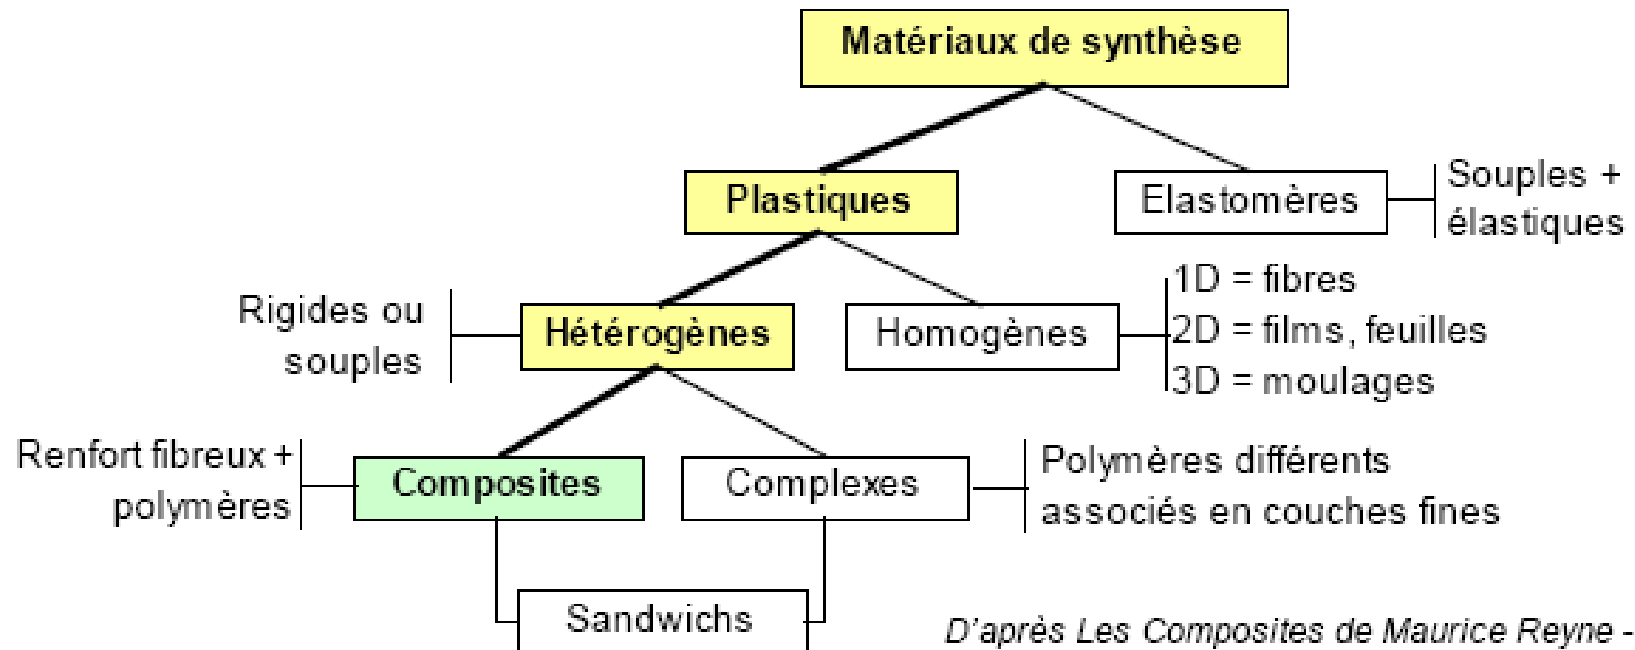 Matériaux de synthèse
Plastiques
Elastomères
Souples +
élastiques
Rigides ou
souples
Hétérogènes
Homogènes
1D = fibres
2D = films, feuilles
3D = moulages
Renfort fibreux +
polymères
Composites
Complexes
Polymères différents
associés en couches fines
Sandwichs
D'après Les Composites de Maurice Reyne -